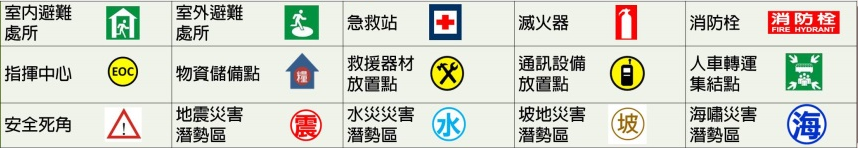 室內避難
處所
室外避難
處所
急救站
滅火器
消防栓
消防栓
FIRE HYDRANT
指揮中心
EOC
物資儲備點
糧
救援器材
放置點
通訊設備
放置點
人車轉運
集結點
安全死角
!
地震災害
潛勢區
震
水災災害
潛勢區
水
坡地災害
潛勢區
坡
海嘯災害
潛勢區
海